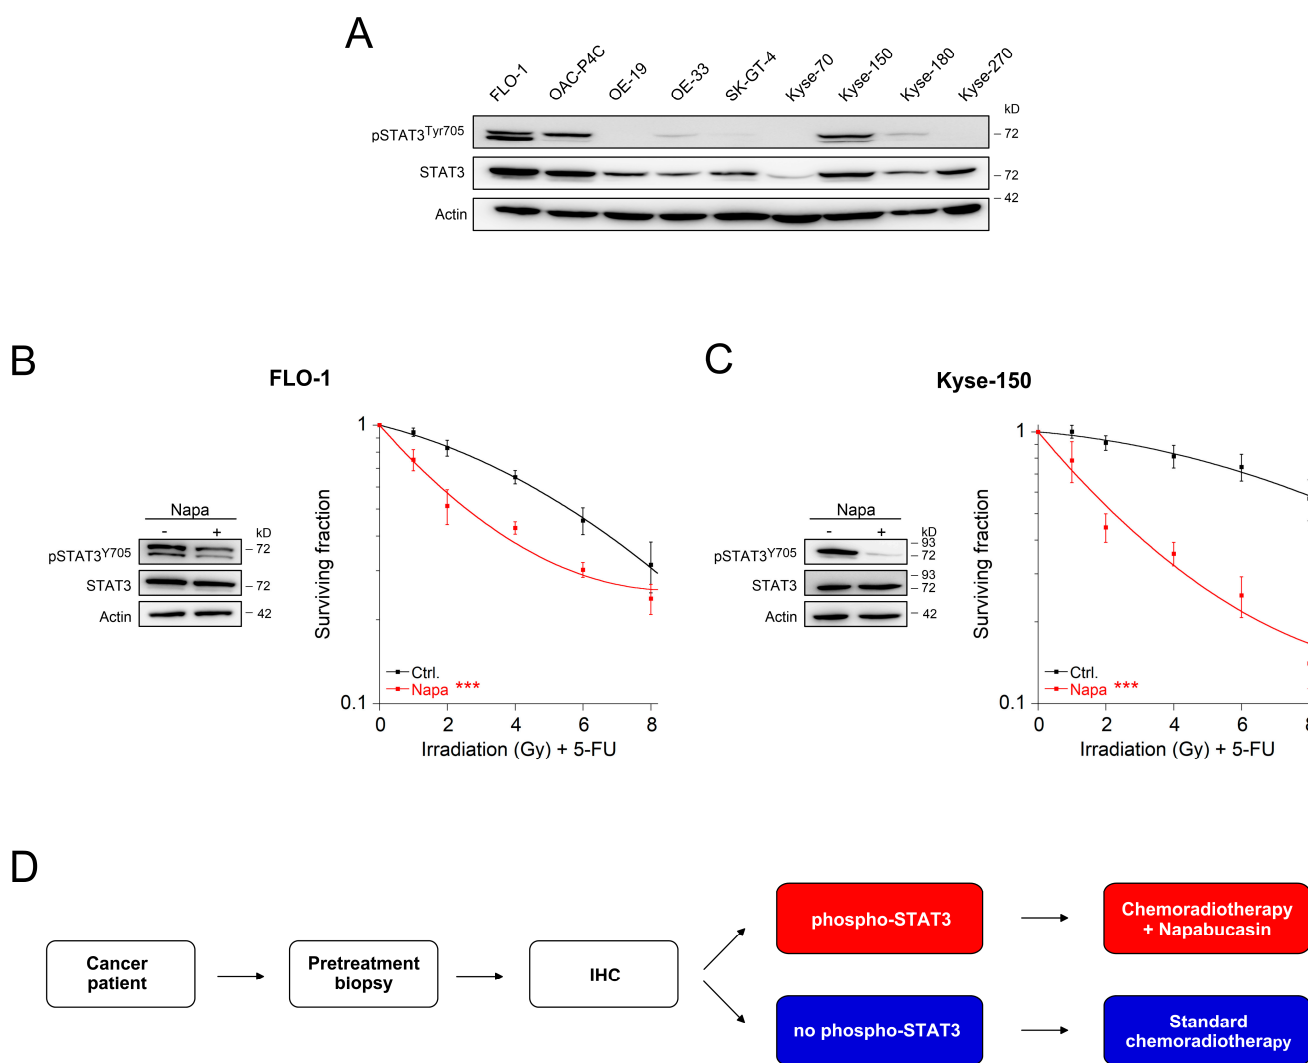 A
FLO-1
OAC-P4C
OE-19
OE-33
SK-GT-4
Kyse-70
Kyse-150
Kyse-180
Kyse-270
kD
pSTAT3Tyr705
72
STAT3
72
42
Actin
B
FLO-1
Napa
- +
kD
pSTAT3Y705
72
STAT3
72
Actin
42
1
0.1
Surviving fraction
Ctrl.
Napa ***
0 2 4 6 8
Irradiation (Gy) + 5-FU
C
Kyse-150
Napa
- +
kD
93
pSTAT3Y705
72
93
STAT3
72
Actin
42
1
0.1
Surviving fraction
Ctrl.
Napa ***
0 2 4 6 8
Irradiation (Gy) + 5-FU
D
Cancer
patient
Pretreatment
biopsy
IHC
phospho-STAT3
Chemoradiotherapy
+ Napabucasin
no phospho-STAT3
Standard
chemoradiotherapy